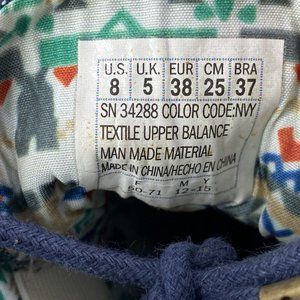 U.S. U.K. EUR CM BRA
8 5 38 25 37
SN 34288 COLOR CODE:NVY
TEXTILE UPPER BALANCE
MAN MADE MATERIAL
MADE IN CHINA/HECHO EN CHINA
F M Y
12-15